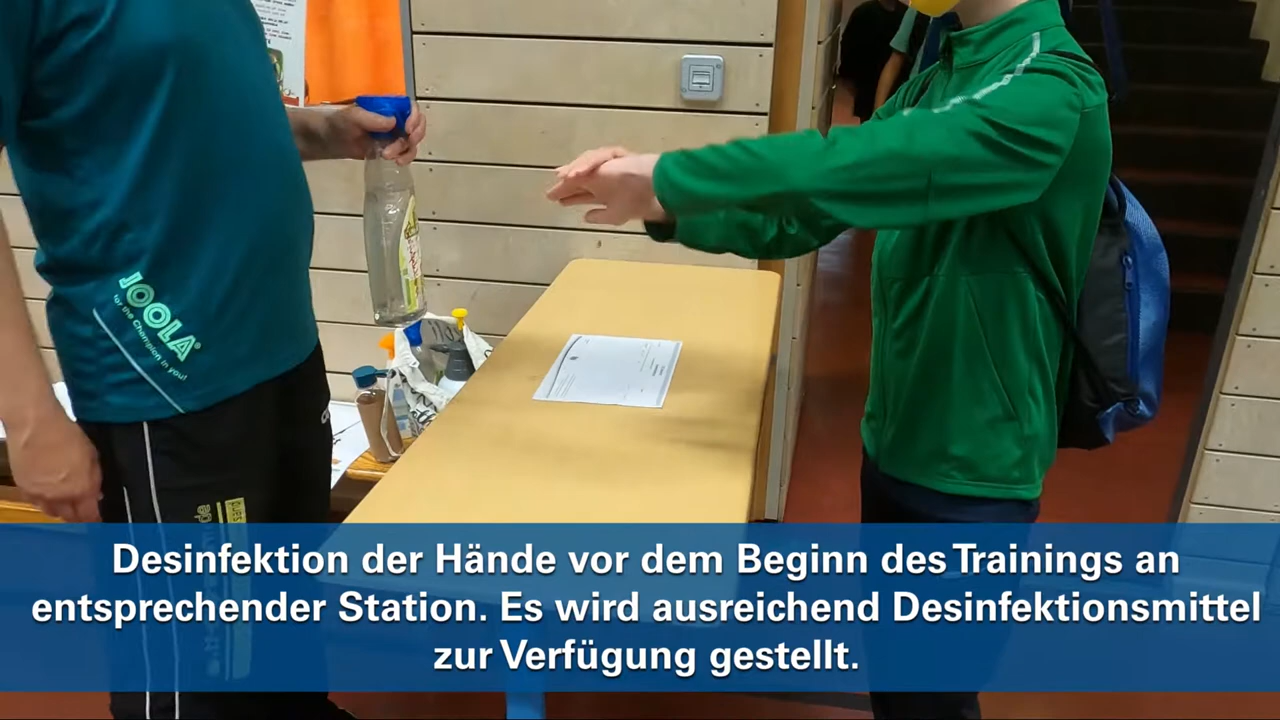 JOOLA
for the Champion in you!
Desinfektion der Hände vor dem Beginn des Trainings an
entsprechender Station. Es wird ausreichend Desinfektionsmittel
zur Verfügung gestellt.